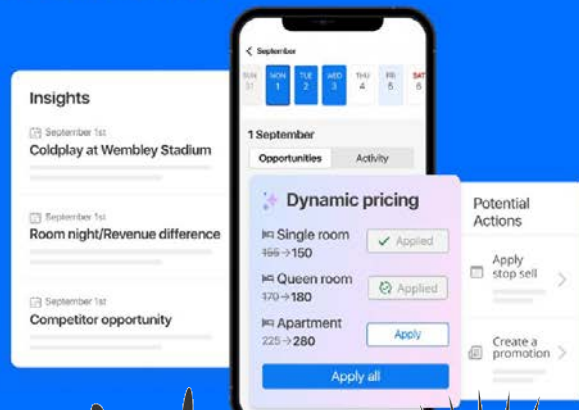 Insights
September 1st
Coldplay at Wembley Stadium
September 1st
Room night/Revenue difference
September 1st
Competitor opportunity
September
SUN MON TUE WED THU FRI SAT
31 1 2 3 4 5 6
1 September
Opportunities Activity
Dynamic pricing
Single room
155→150
Applied
Queen room
170→180
Applied
Apartment
225→280
Apply
Apply all
Potential
Actions
Apply
stop sell
Create a
promotion